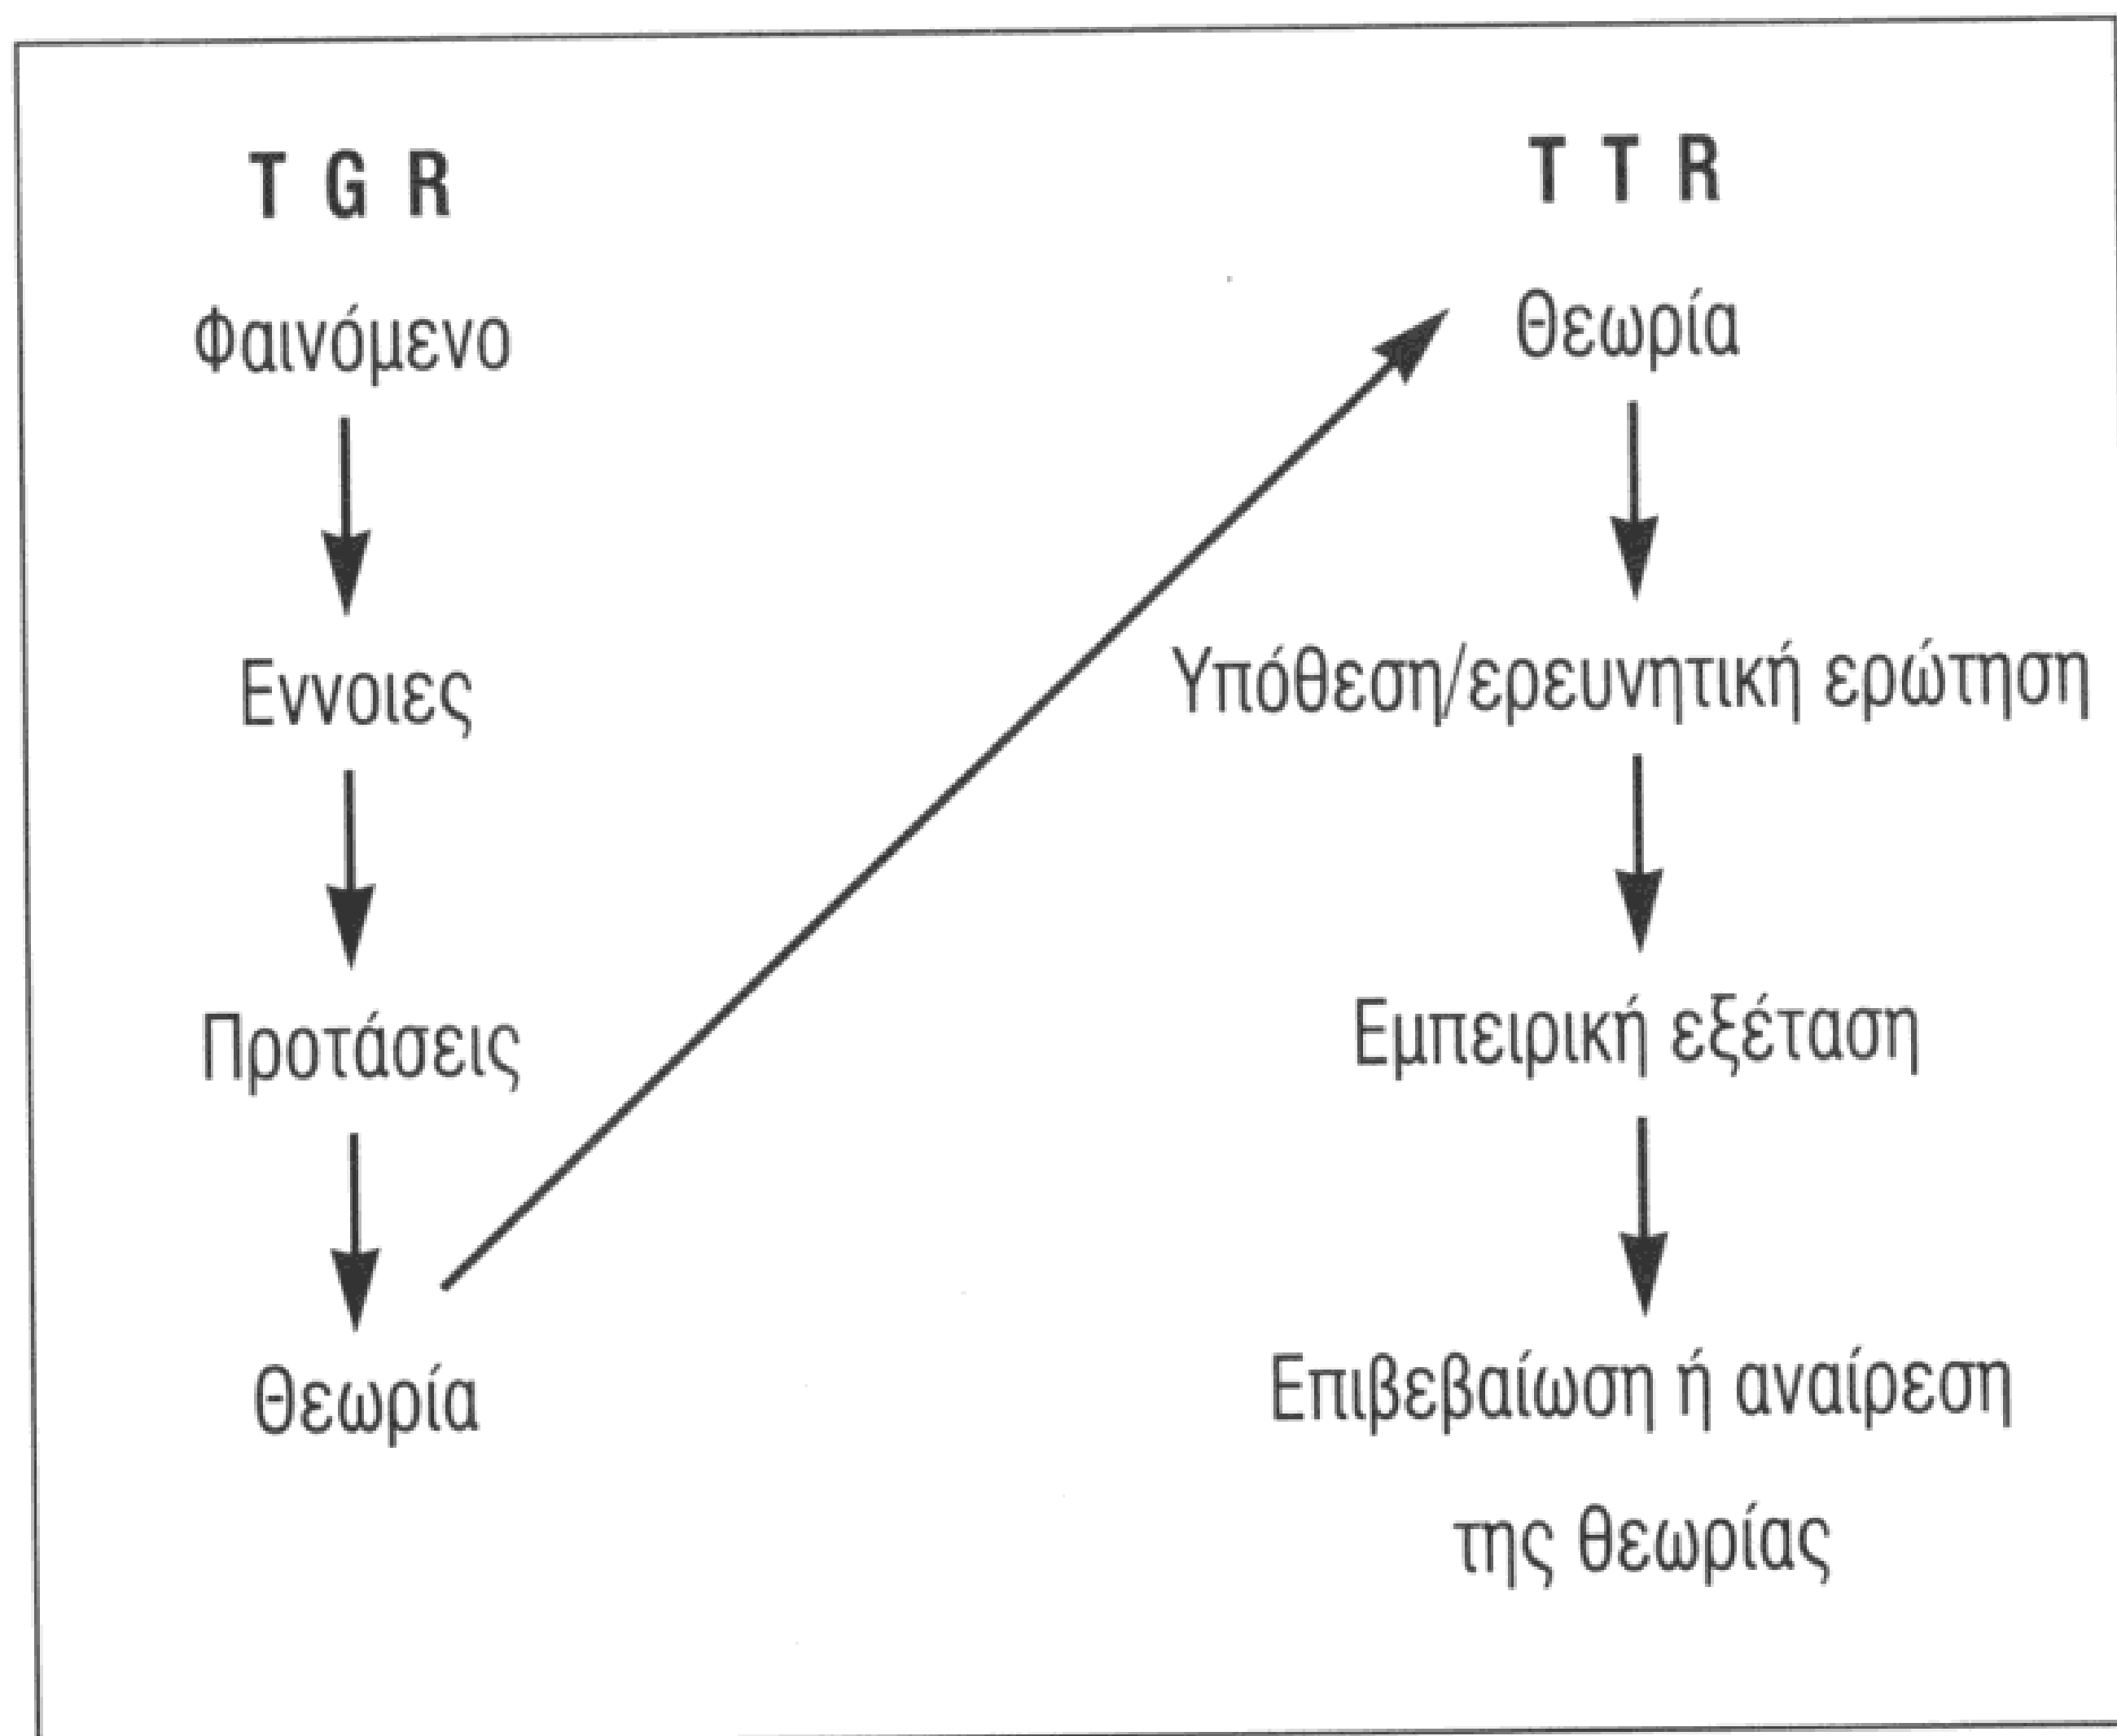 T G R
Φαινόμενο
Εννοιες
Προτάσεις
Θεωρία
T T R
Θεωρία
Υπόθεση/ερευνητική ερώτηση
Εμπειρική εξέταση
Επιβεβαίωση ή αναίρεση
της θεωρίας